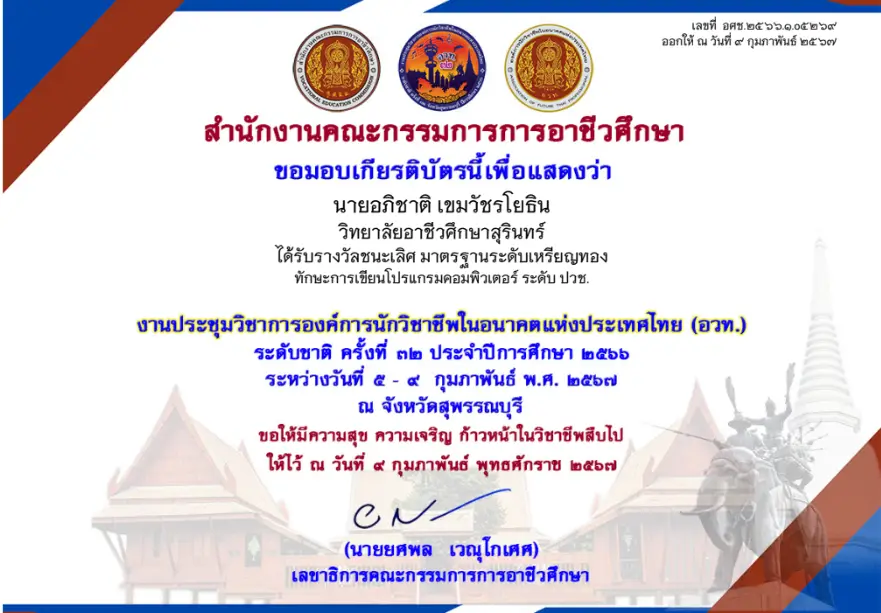 เลขที่ อศช.๒๕๖๖.๑.๐๕๒๖๙
ออกให้ ณ วันที่ ๙ กุมภาพันธ์ ๒๕๖๗
สำนักงานคณะกรรมการการอาชีวศึกษา
ขอมอบเกียรติบัตรนี้เพื่อแสดงว่า
นายอภิชาติ เขมวัชรโยธิน
วิทยาลัยอาชีวศึกษาสุรินทร์
ได้รับรางวัลชนะเลิศ มาตรฐานระดับเหรียญทอง
ทักษะการเขียนโปรแกรมคอมพิวเตอร์ ระดับ ปวช.
งานประชุมวิชาการองค์การนักวิชาชีพในอนาคตแห่งประเทศไทย (อวท.)
ระดับชาติ ครั้งที่ ๓๒ ประจำปีการศึกษา ๒๕๖๖
ระหว่างวันที่ ๕ - ๙ กุมภาพันธ์ พ.ศ. ๒๕๖๗
ณ จังหวัดสุพรรณบุรี
ขอให้มีความสุข ความเจริญ ก้าวหน้าในวิชาชีพสืบไป
ให้ไว้ ณ วันที่ ๙ กุมภาพันธ์ พุทธศักราช ๒๕๖๗
(นายยศพล เวณุโกเศศ)
เลขาธิการคณะกรรมการการอาชีวศึกษา